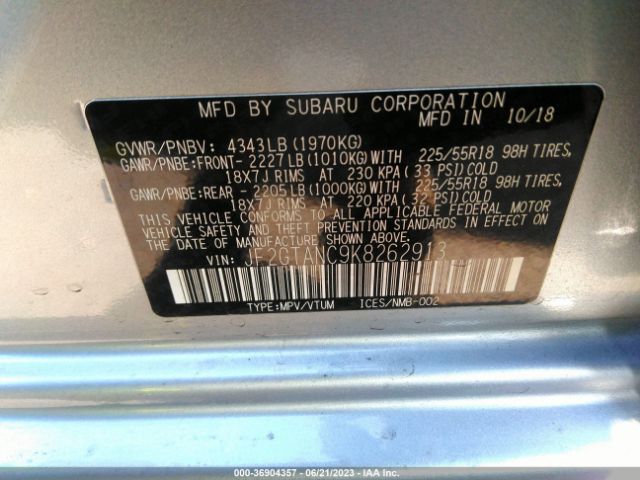 MFD BY SUBARU CORPORATION
MFD IN 10/18
GVWR/PNBV: 4343LB(1970KG)
GAWR/PNBE:FRONT- 2227LB(1010KG)WITH 225/55R18 98H TIRES,
18X7J RIMS AT 230 KPA(33 PSI)COLD
GAWR/PNBE:REAR - 2205LB(1000KG)WITH 225/55R18 98H TIRES,
18X7J RIMS AT 220 KPA(32 PSI)COLD
THIS VEHICLE CONFORMS TO ALL APPLICABLE FEDERAL MOTOR
VEHICLE SAFETY AND THEFT PREVENTION STANDARDS
IN EFFECT ON THE DATE OF MANUFACTURE SHOWN ABOVE.
VIN: JF2GTANC9K8262913
TYPE:MPV/VTUM ICES/NMB-002
000-36904357 - 06/21/2023 - IAA Inc.